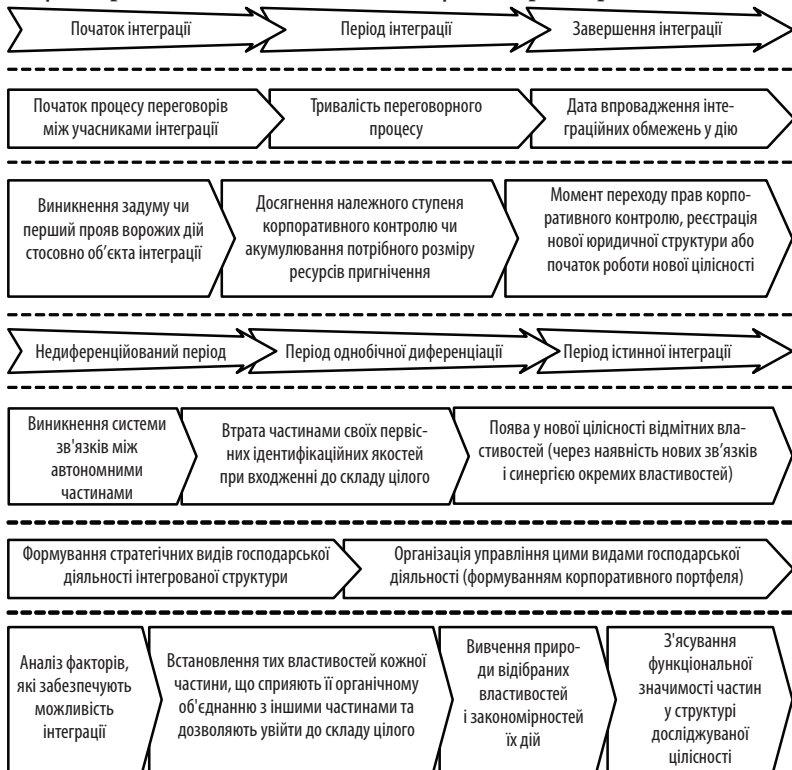 Початок інтеграції
Період інтеграції
Завершення інтеграції
Початок процесу переговорів
між учасниками інтеграції
Тривалість переговорного
процесу
Дата впровадження інте-
граційних обмежень у дію
Виникнення задуму чи
перший прояв ворожих дій
стосовно об’єкта інтеграції
Досягнення належного ступеня
корпоративного контролю чи
акумулювання потрібного розміру
ресурсів пригнічення
Момент переходу прав корпо-
ративного контролю, реєстрація
нової юридичної структури або
початок роботи нової цілісності
Недиференційований період
Період однобічної диференціації
Період істинної інтеграції
Виникнення системи
зв'язків між
автономними
частинами
Втрата частинами своїх первіс-
них ідентифікаційних якостей
при входженні до складу цілого
Поява у нової цілісності відмітних вла-
стивостей (через наявність нових зв’язків
і синергією окремих властивостей)
Формування стратегічних видів господарської
діяльності інтегрованої структури
Організація управління цими видами господарської
діяльності (формуванням корпоративного портфеля)
Аналіз факторів,
які забезпечують
можливість
інтеграції
Встановлення тих властивостей кожної
частини, що сприяють її органічному
об'єднанню з іншими частинами та
дозволяють увійти до складу цілого
Вивчення приро-
ди відібраних
властивостей
і закономірностей
їх дій
З'ясування
функціональної
значимості частин
у структурі
досліджуваної
цілісності